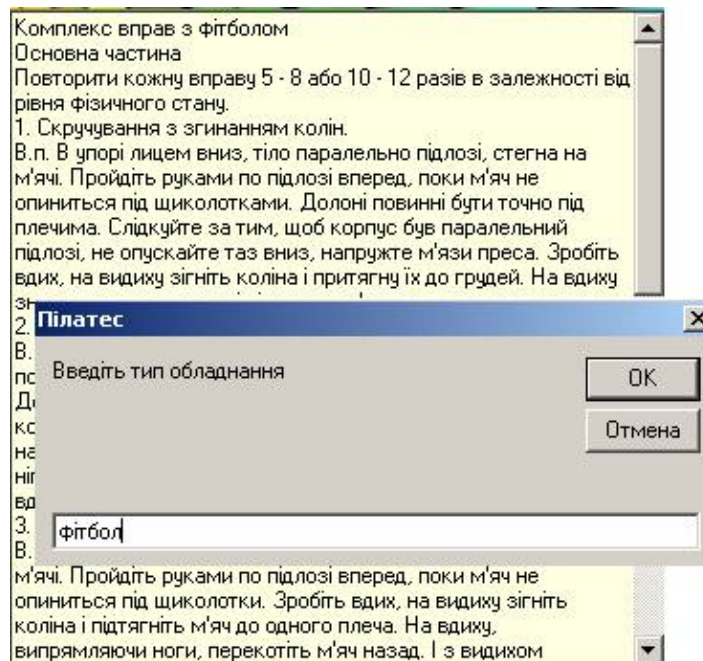 Комплекс вправ з фітболом
Основна частина
Повторити кожну вправу 5 - 8 або 10 - 12 разів в залежності від
рівня фізичного стану.
1. Скручування з згинанням колін.
В.п. В упорі лицем вниз, тіло паралельно підлозі, стегна на
м'ячі. Пройдіть руками по підлозі вперед, поки м'яч не
опиниться під щиколотками. Долоні повинні бути точно під
плечима. Слідкуйте за тим, щоб корпус був паралельний
підлозі, не опускайте таз вниз, напружте м'язи преса. Зробіть
вдих, на видиху зігніть коліна і притягну їх до грудей. На вдиху
2.
Пілатес
В.
Введіть тип обладнання
OK
Отмена
3.
фітбол
В.
м'ячі. Пройдіть руками по підлозі вперед, поки м'яч не
опиниться під щиколотки. Зробіть вдих, на видиху зігніть
коліна і підтягніть м'яч до одного плеча. На вдиху,
випрямляючи ноги, перекотіть м'яч назад. І з видихом